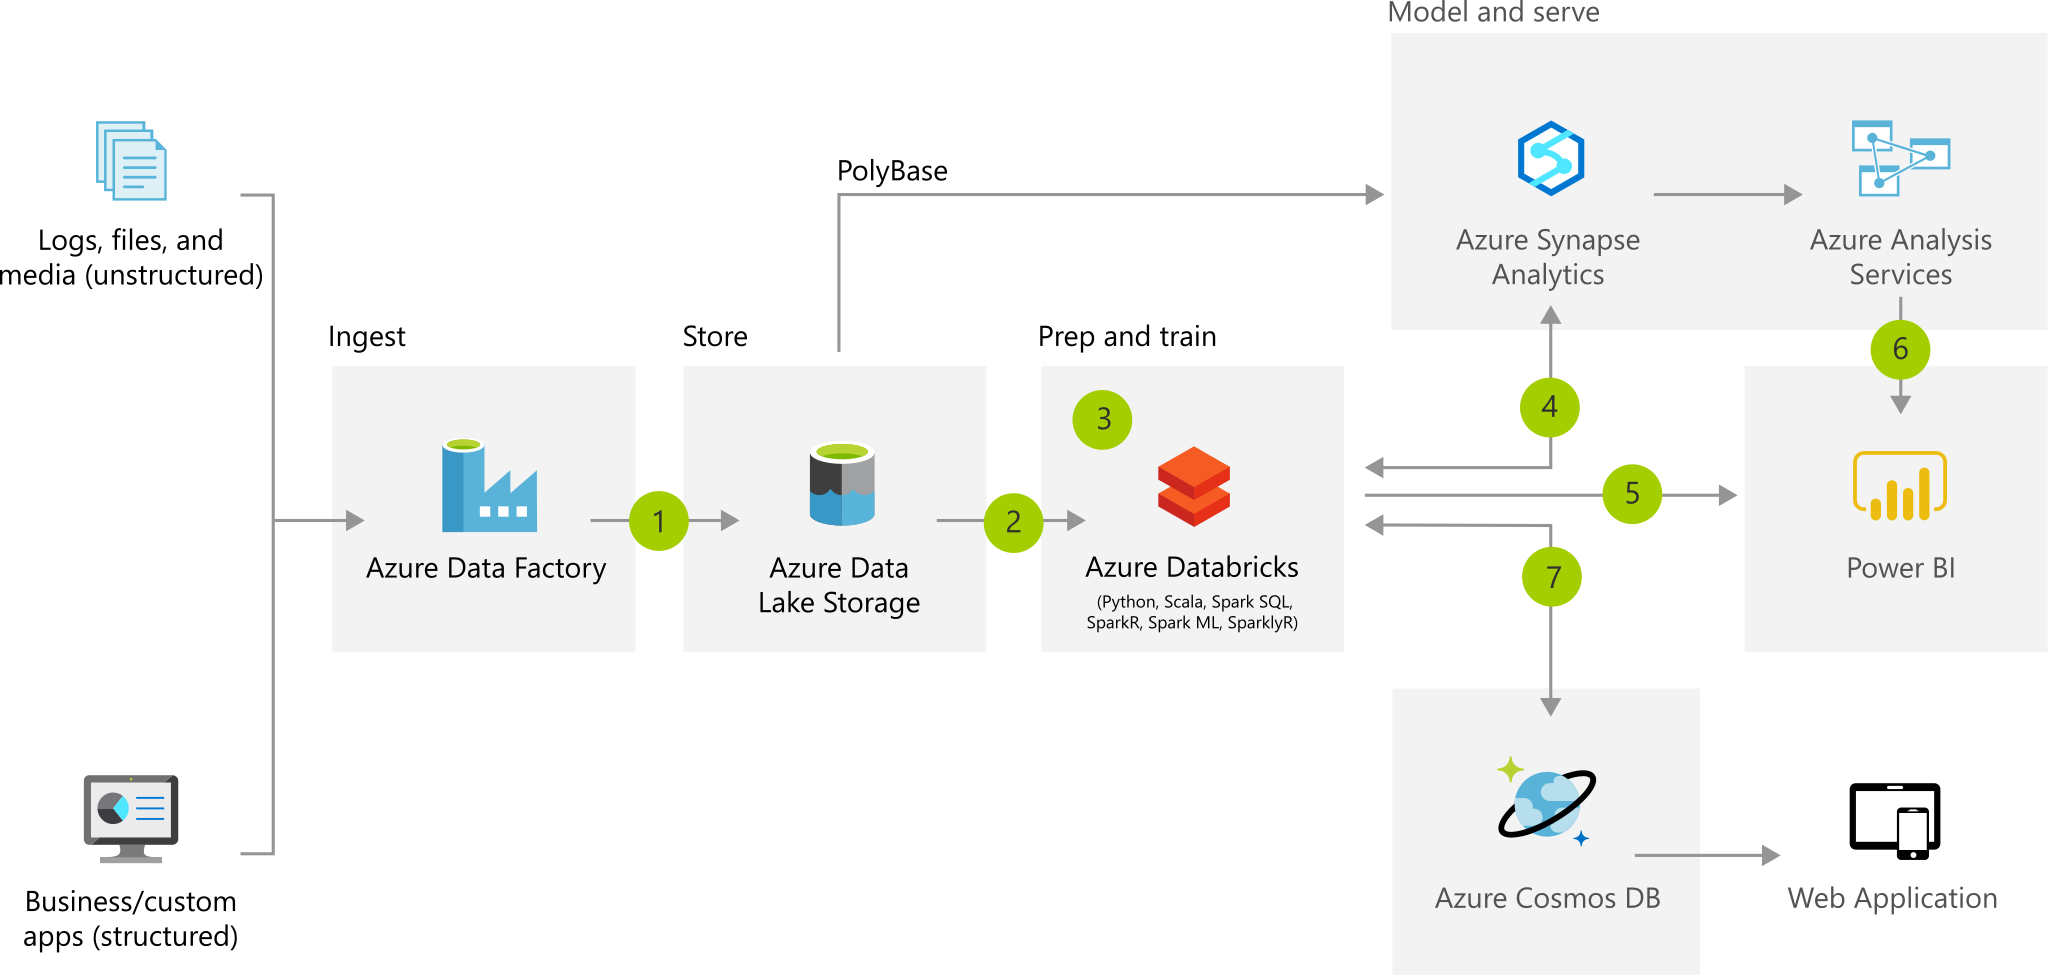 Model and serve
PolyBase
Logs, files, and
media (unstructured)
Azure Synapse
Analytics
Azure Analysis
Services
Ingest
Store
Prep and train
6
3
4
5
1
2
7
Azure Data Factory
Azure Data
Lake Storage
Azure Databricks
(Python, Scala, Spark SQL,
SparkR, Spark ML, SparklyR)
Power BI
Business/custom
apps (structured)
Azure Cosmos DB
Web Application